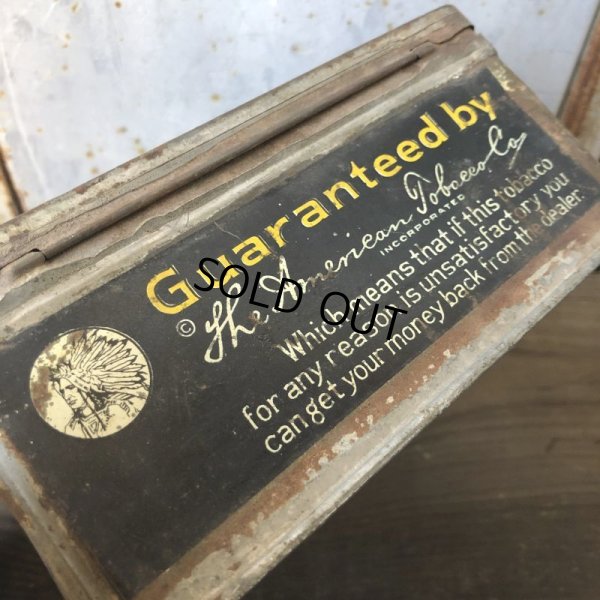 Guaranteed by
© The American Tobacco Co
INCORPORATED
Which means that if this tobacco
for any reason is unsatisfactory you
can get your money back from the dealer
SOLD OUT